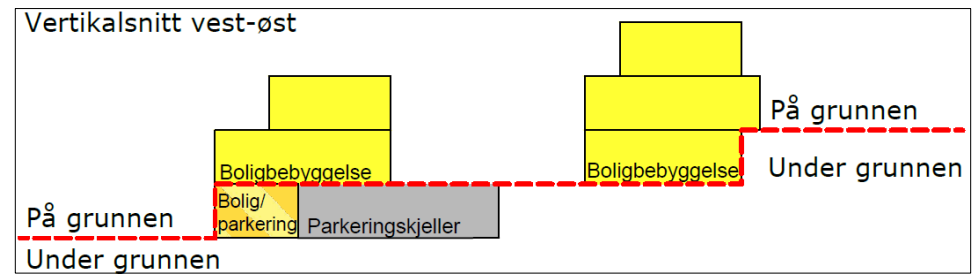 Vertikalsnitt vest-øst
På grunnen
Boligbebyggelse
Boligbebyggelse
Under grunnen
Bolig/
parkering
Parkeringskjeller
På grunnen
Under grunnen